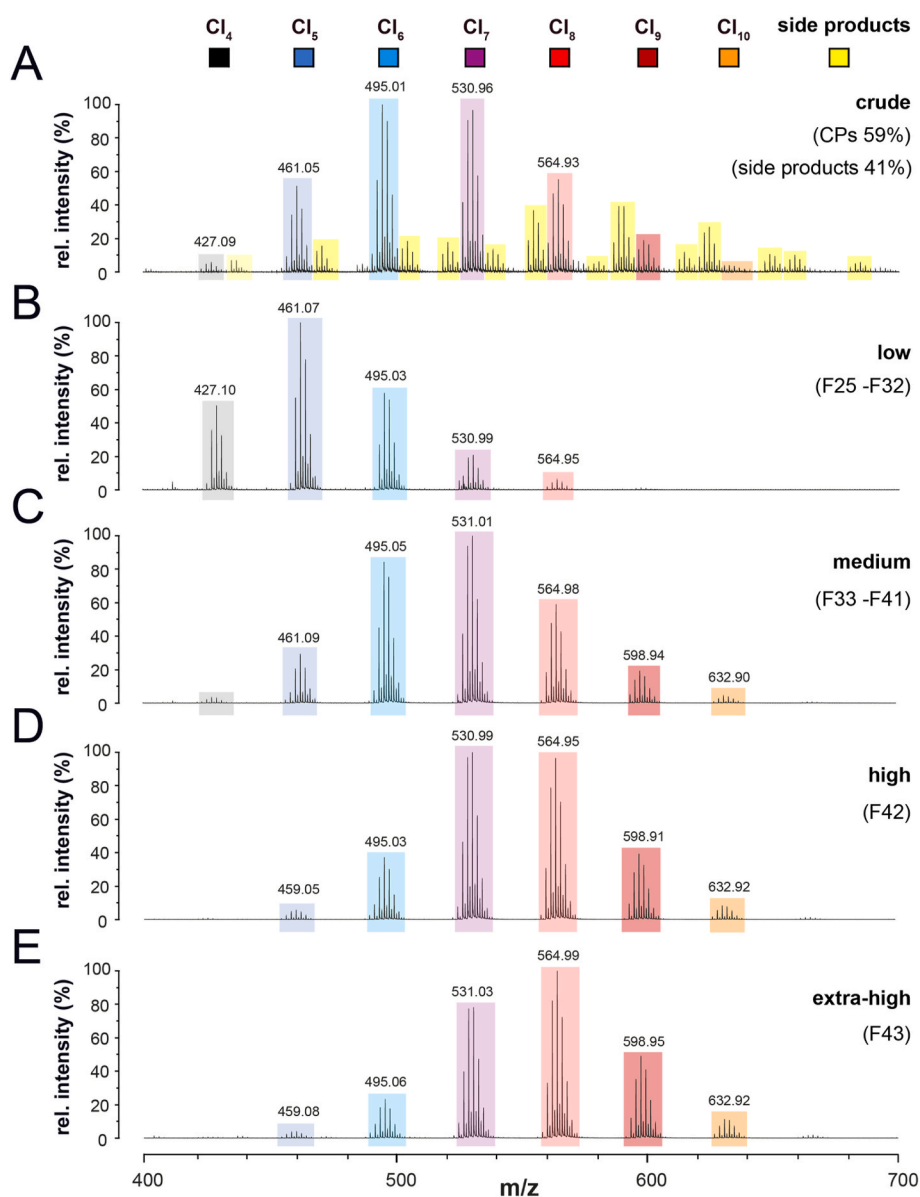 Cl₄ Cl₅ Cl₆ Cl₇ Cl₈ Cl₉ Cl₁₀ side products
A
rel. intensity (%)
100
80
60
40
20
0
427.09
461.05
495.01
530.96
564.93
crude
(CPs 59%)
(side products 41%)
B
rel. intensity (%)
100
80
60
40
20
0
427.10
461.07
495.03
530.99
564.95
low
(F25 -F32)
C
rel. intensity (%)
100
80
60
40
20
0
461.09
495.05
531.01
564.98
598.94
632.90
medium
(F33 -F41)
D
rel. intensity (%)
100
80
60
40
20
0
459.05
495.03
530.99
564.95
598.91
632.92
high
(F42)
E
rel. intensity (%)
100
80
60
40
20
0
459.08
495.06
531.03
564.99
598.95
632.92
extra-high
(F43)
400 500 600 700
m/z